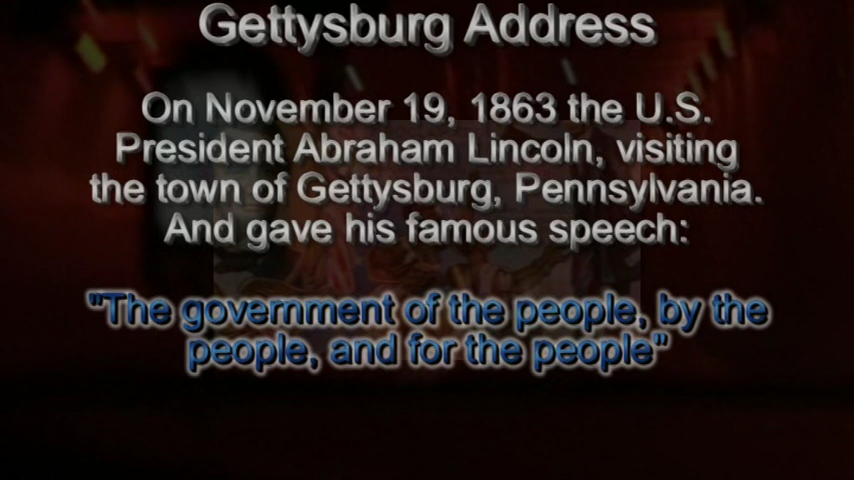 Gettysburg Address
On November 19, 1863 the U.S.
President Abraham Lincoln, visiting
the town of Gettysburg, Pennsylvania.
And gave his famous speech:
"The government of the people, by the
people, and for the people"